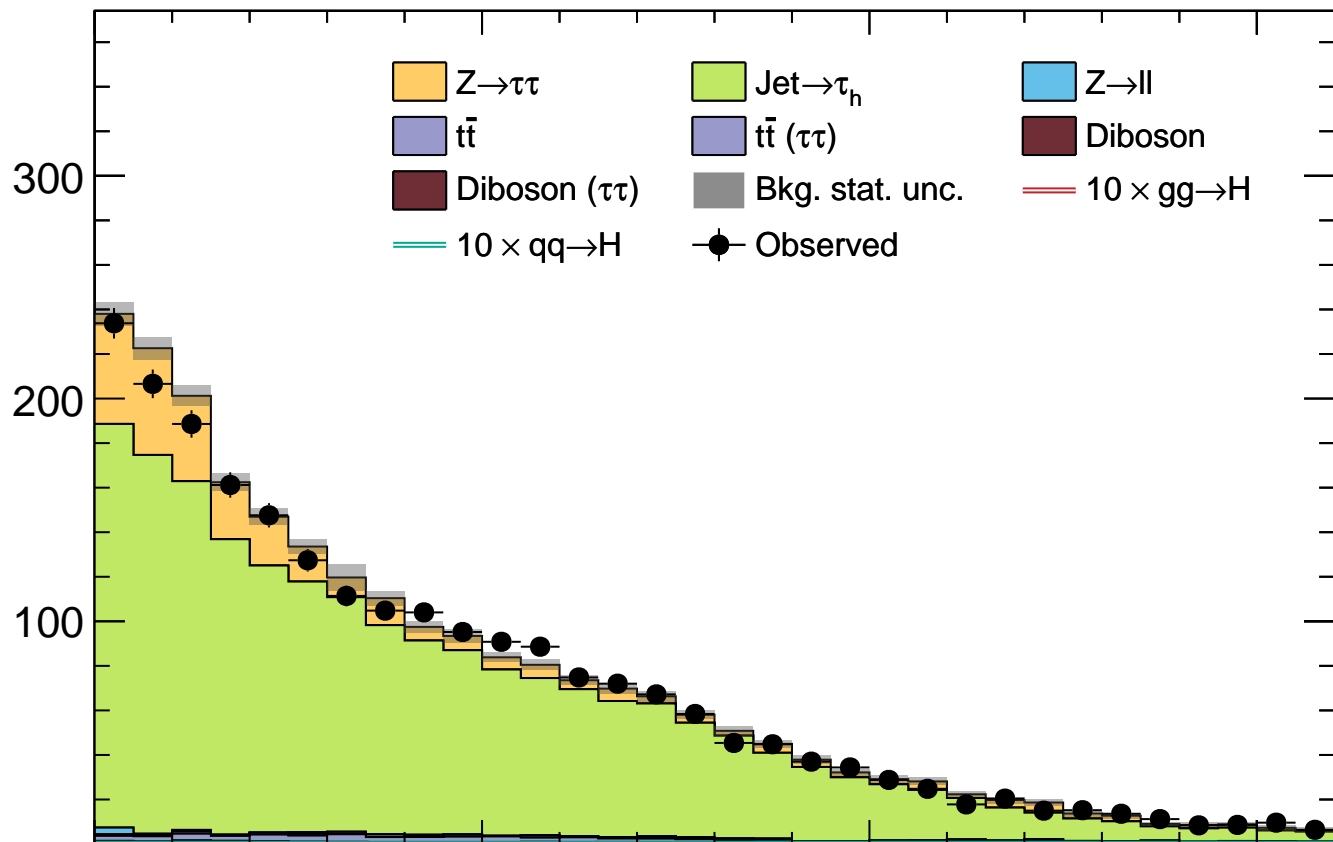 Z→ττ Jet→τₕ Z→ll
tt̄ tt̄ (ττ) Diboson
300
Diboson (ττ) Bkg. stat. unc. 10 × gg→H
10 × qq→H Observed
200
100